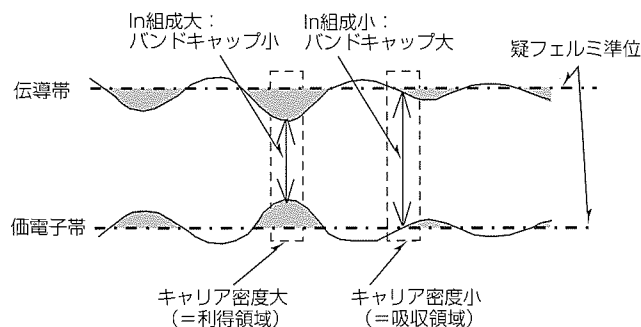 In組成大：
バンドキャップ小
In組成小：
バンドキャップ大
疑フェルミ準位
伝導帯
価電子帯
キャリア密度大
（＝利得領域）
キャリア密度小
（＝吸収領域）